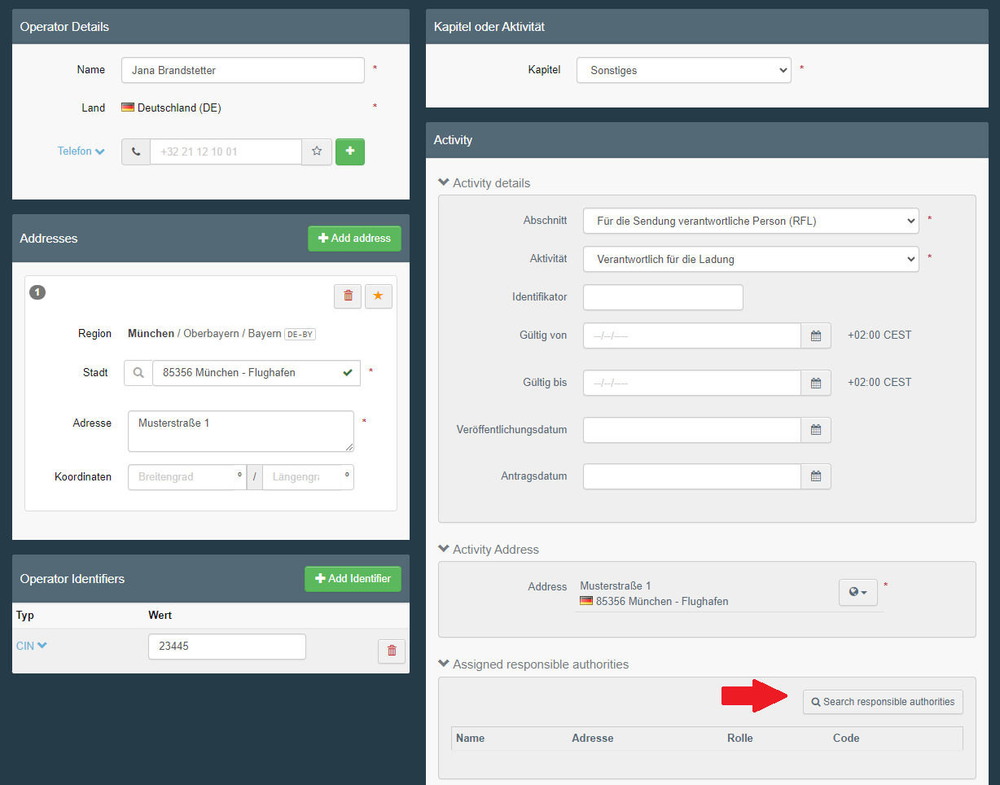 Operator Details
Name Jana Brandstetter *
Land Deutschland (DE) *
Telefon +32 21 12 10 01
Addresses
Add address
1
Region München / Oberbayern / Bayern DE-BY
Stadt 85356 München - Flughafen *
Adresse Musterstraße 1 *
Koordinaten Breitengrad º / Längengra º
Operator Identifiers
Add Identifier
Typ Wert
CIN 23445
Kapitel oder Aktivität
Kapitel Sonstiges *
Activity
Activity details
Abschnitt Für die Sendung verantwortliche Person (RFL) *
Aktivität Verantwortlich für die Ladung *
Identifikator
Gültig von --/--/---- +02:00 CEST
Gültig bis --/--/---- +02:00 CEST
Veröffentlichungsdatum
Antragsdatum
Activity Address
Address Musterstraße 1 *
85356 München - Flughafen
Assigned responsible authorities
Search responsible authorities
Name Adresse Rolle Code